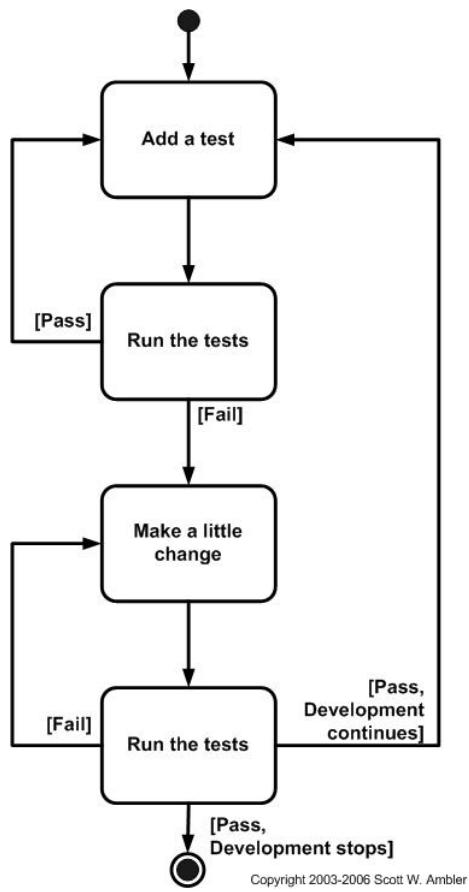 Add a test
[Pass]
Run the tests
[Fail]
Make a little
change
[Fail]
Run the tests
[Pass,
Development
continues]
[Pass,
Development stops]
Copyright 2003-2006 Scott W. Ambler